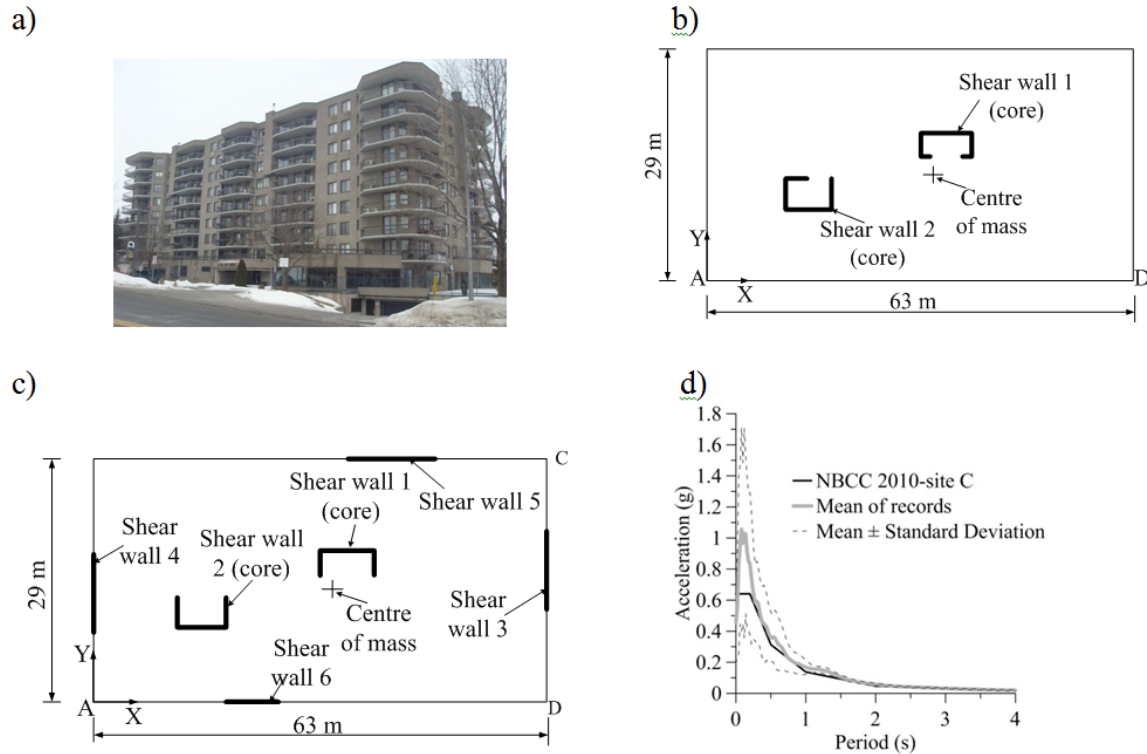 a)
b)
29 m
Shear wall 1
(core)
Centre
of mass
Shear wall 2
(core)
Y
A
X
D
63 m
c)
29 m
C
Shear wall 5
Shear wall 1
(core)
Shear
wall 4
Shear wall
2 (core)
Centre
of mass
Shear
wall 3
Shear
wall 6
Y
A
X
D
63 m
d)
1.8
1.6
1.4
1.2
1
0.8
0.6
0.4
0.2
0
Acceleration (g)
NBCC 2010-site C
Mean of records
Mean ± Standard Deviation
0
1
2
3
4
Period (s)